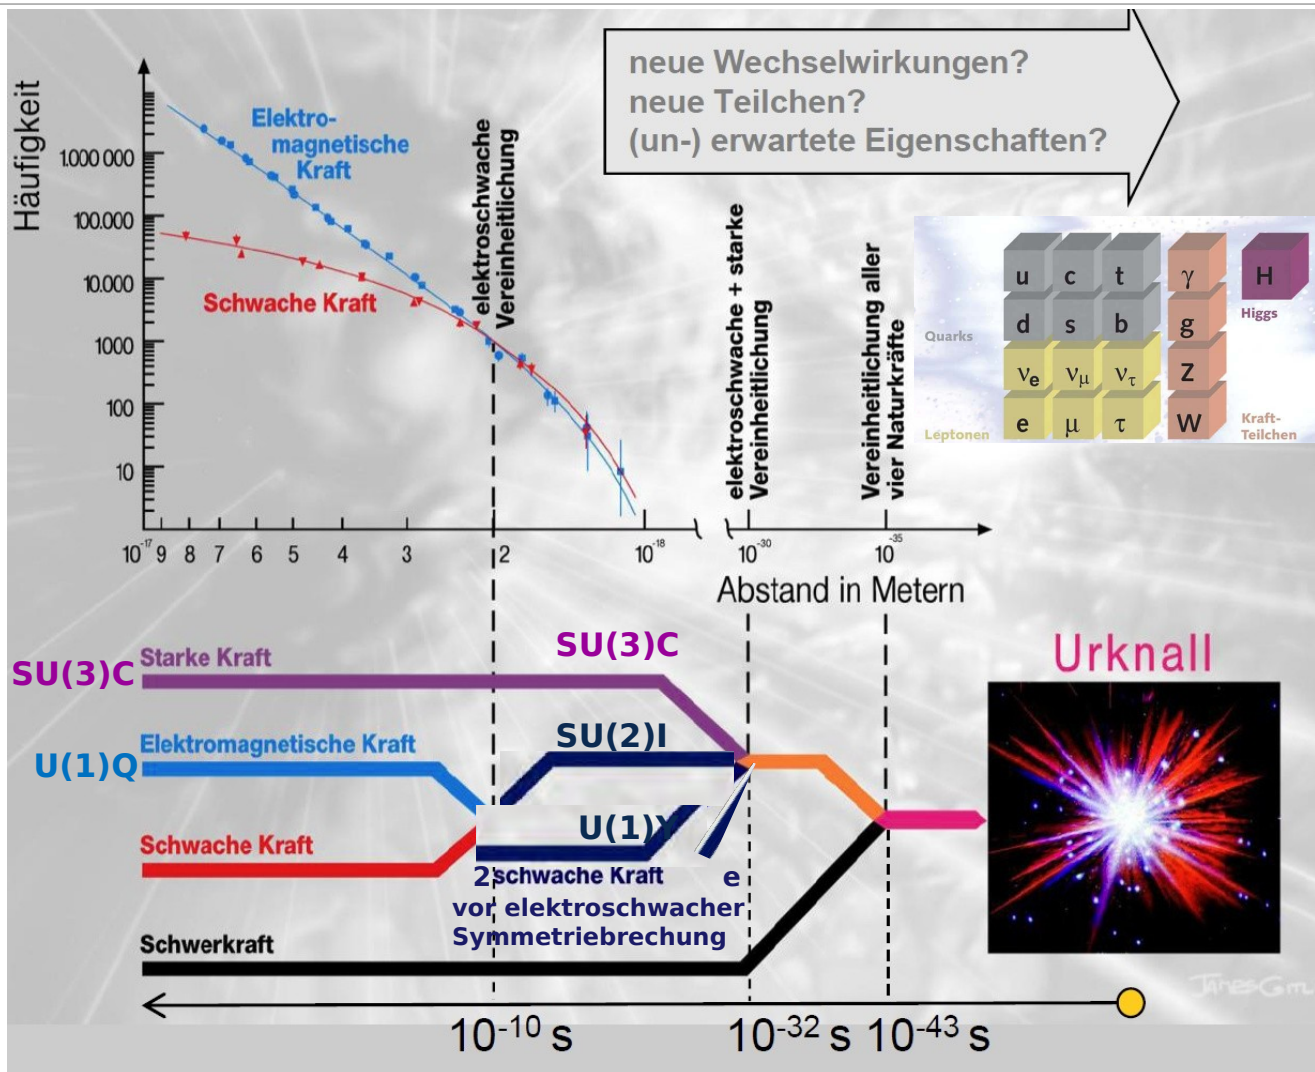 neue Wechselwirkungen?
neue Teilchen?
(un-) erwartete Eigenschaften?
Häufigkeit
1.000 000
100.000
10.000
1000
100
10
Elektro-
magnetische
Kraft
Schwache Kraft
elektroschwache
Vereinheitlichung
elektroschwache + starke
Vereinheitlichung
Vereinheitlichung aller
vier Naturkräfte
u c t γ H
Higgs
d s b g
Quarks
νe νμ ντ Z
e μ τ W
Leptonen
Kraft-
Teilchen
10⁻¹⁷ 9 8 7 6 5 4 3 2 10⁻¹⁸ 10⁻³⁰ 10⁻³⁵
Abstand in Metern
SU(3)C
Starke Kraft
SU(3)C
Urknall
U(1)Q
Elektromagnetische Kraft
SU(2)I
U(1)Y
Schwache Kraft
2schwache Kraft e
vor elektroschwacher
Symmetriebrechung
Schwerkraft
10⁻¹⁰ s
10⁻³² s
10⁻⁴³ s